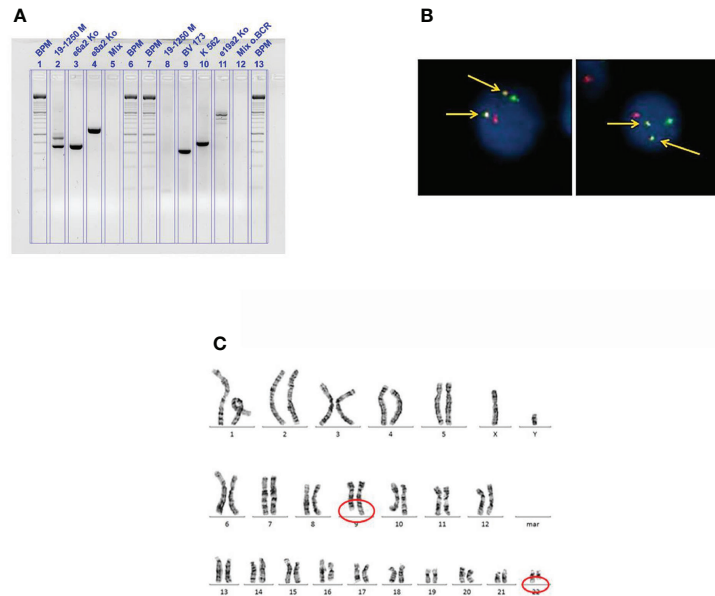 A
BPM
19-1250 M
e6a2 Ko
e8a2 Ko
Mix
BPM
BPM
19-1250 M
BV 173
K 562
e19a2 Ko
Mix o.BCR
BPM
1 2 3 4 5 6 7 8 9 10 11 12 13
B
C
1 2 3 4 5 X Y
6 7 8 9 10 11 12 mar
13 14 15 16 17 18 19 20 21 22